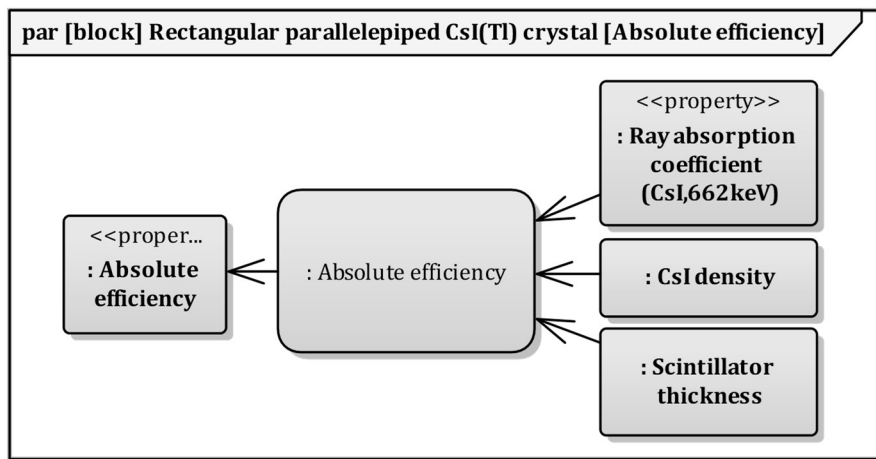 par [block] Rectangular parallelepiped CsI(Tl) crystal [Absolute efficiency]
<<property>>
: Ray absorption
coefficient
(CsI,662keV)
<<proper...
: Absolute
efficiency
: Absolute efficiency
: CsI density
: Scintillator
thickness